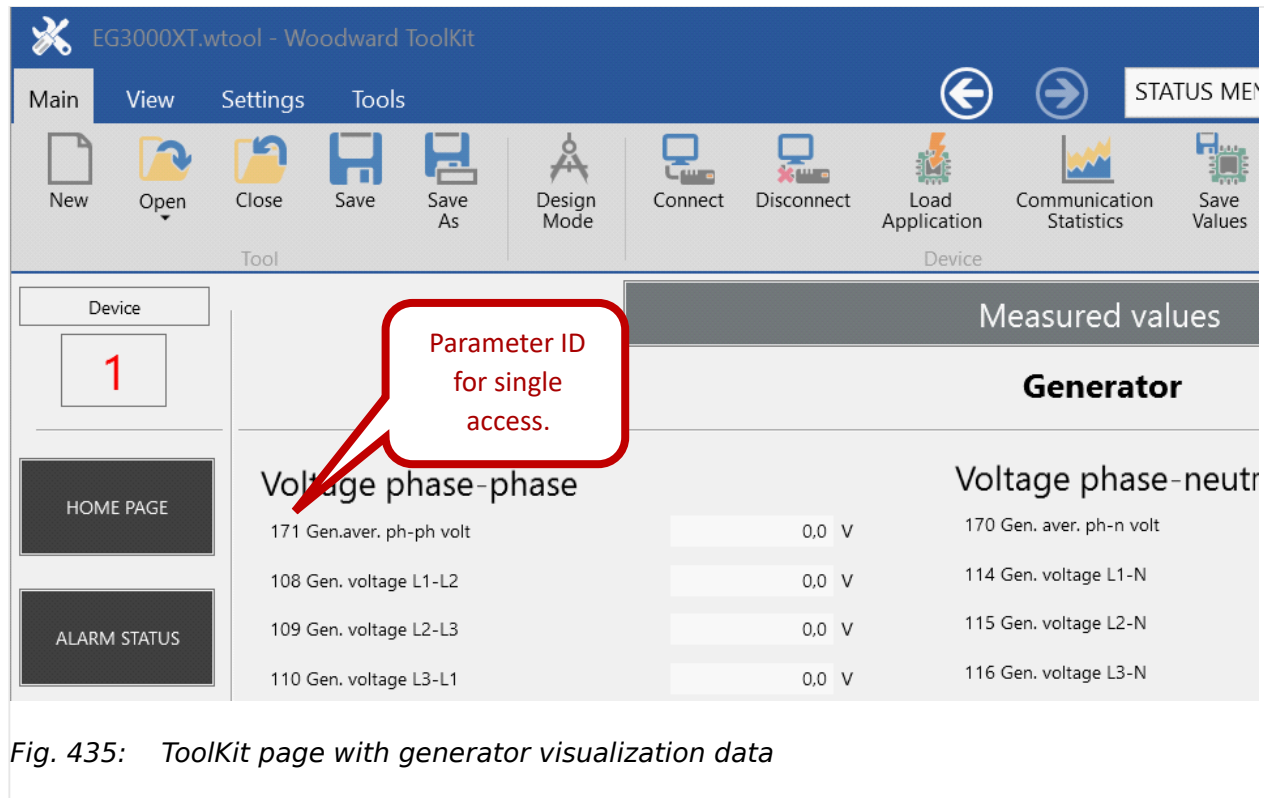 EG3000XT.wtool - Woodward ToolKit
Main View Settings Tools
STATUS MEN
New Open Close Save Save As Design Mode Connect Disconnect Load Application Communication Statistics Save Values
Tool Device
Device
1
Measured values
Parameter ID
for single
access.
Generator
HOME PAGE
ALARM STATUS
Voltage phase-phase
171 Gen.aver. ph-ph volt 0,0 V
108 Gen. voltage L1-L2 0,0 V
109 Gen. voltage L2-L3 0,0 V
110 Gen. voltage L3-L1 0,0 V
Voltage phase-neutr
170 Gen. aver. ph-n volt
114 Gen. voltage L1-N
115 Gen. voltage L2-N
116 Gen. voltage L3-N
Fig. 435: ToolKit page with generator visualization data